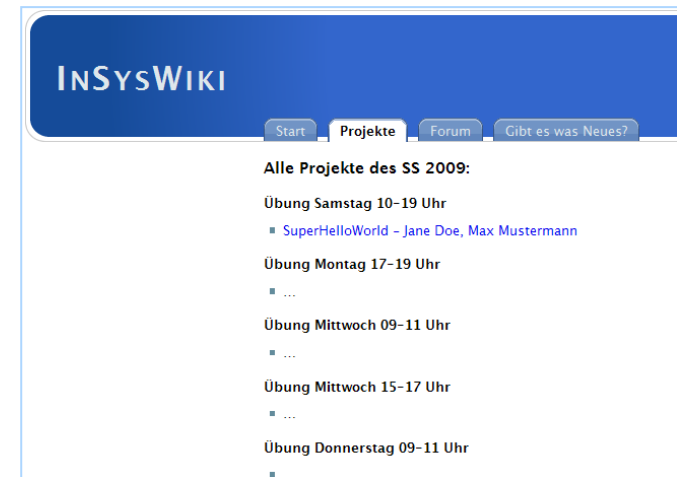 InSysWiki
Start Projekte Forum Gibt es was Neues?
Alle Projekte des SS 2009:
Übung Samstag 10-19 Uhr
SuperHelloWorld – Jane Doe, Max Mustermann
Übung Montag 17-19 Uhr
...
Übung Mittwoch 09-11 Uhr
...
Übung Mittwoch 15-17 Uhr
...
Übung Donnerstag 09-11 Uhr